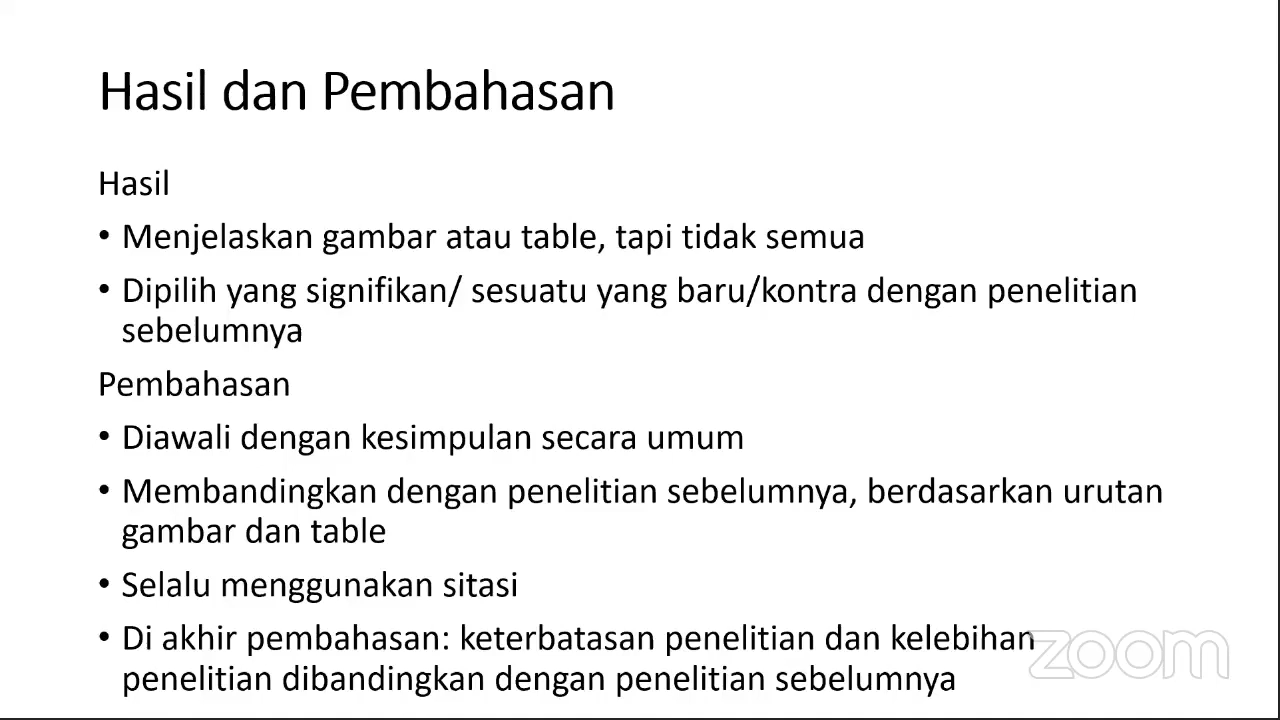 Hasil dan Pembahasan
Hasil
• Menjelaskan gambar atau table, tapi tidak semua
• Dipilih yang signifikan/ sesuatu yang baru/kontra dengan penelitian
sebelumnya
Pembahasan
• Diawali dengan kesimpulan secara umum
• Membandingkan dengan penelitian sebelumnya, berdasarkan urutan
gambar dan table
• Selalu menggunakan sitasi
• Di akhir pembahasan: keterbatasan penelitian dan kelebihan
penelitian dibandingkan dengan penelitian sebelumnya
zoom